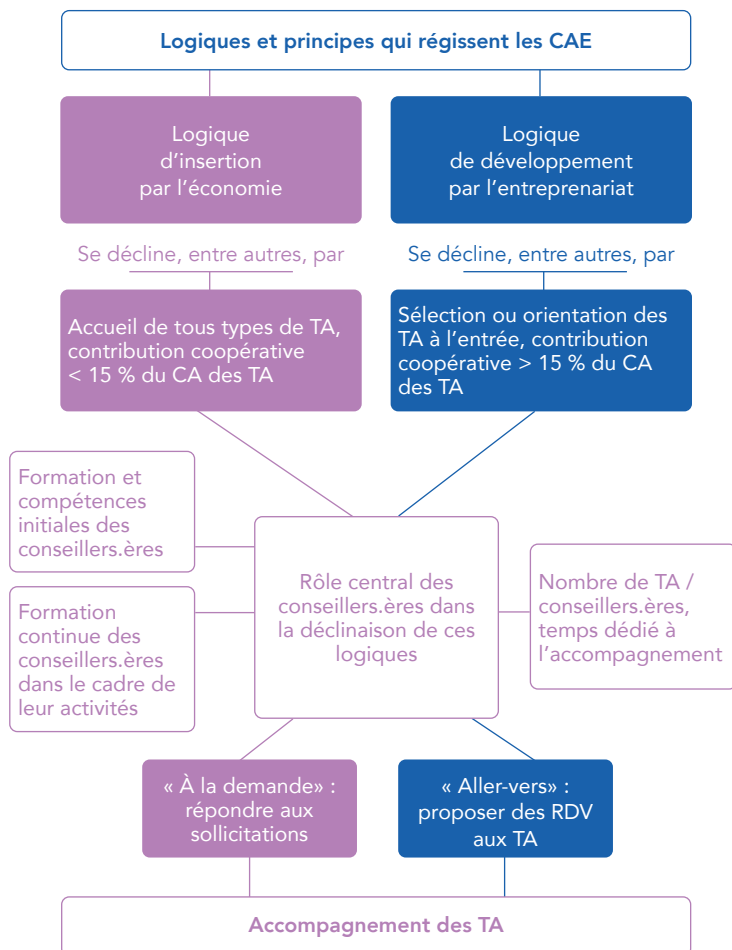 Logiques et principes qui régissent les CAE
Logique
d'insertion
par l'économie
Logique
de développement
par l'entreprenariat
Se décline, entre autres, par
Se décline, entre autres, par
Accueil de tous types de TA,
contribution coopérative
< 15 % du CA des TA
Sélection ou orientation des
TA à l'entrée, contribution
coopérative > 15 % du CA
des TA
Formation et
compétences
initiales des
conseillers.ères
Formation
continue des
conseillers.ères
dans le cadre de
leur activités
Rôle central des
conseillers.ères dans
la déclinaison de ces
logiques
Nombre de TA /
conseillers.ères,
temps dédié à
l'accompagnement
« À la demande» :
répondre aux
sollicitations
« Aller-vers» :
proposer des RDV
aux TA
Accompagnement des TA